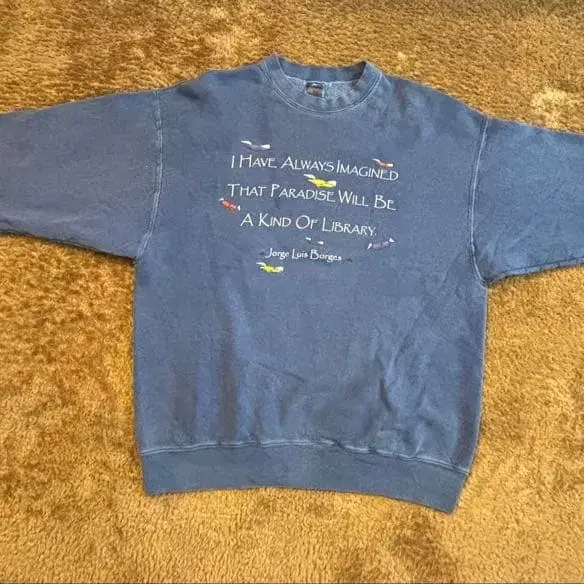 I Have Always Imagined
That Paradise Will Be
A Kind Of Library.
Jorge Luis Borges